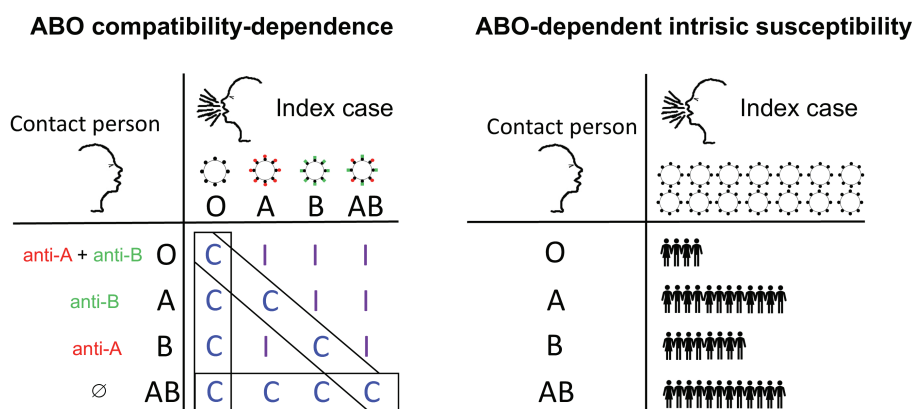 ABO compatibility-dependence
Contact person
Index case
O A B AB
anti-A + anti-B O C I I I
anti-B A C C I I
anti-A B C I C I
∅ AB C C C C
ABO-dependent intrisic susceptibility
Contact person
Index case
O
A
B
AB